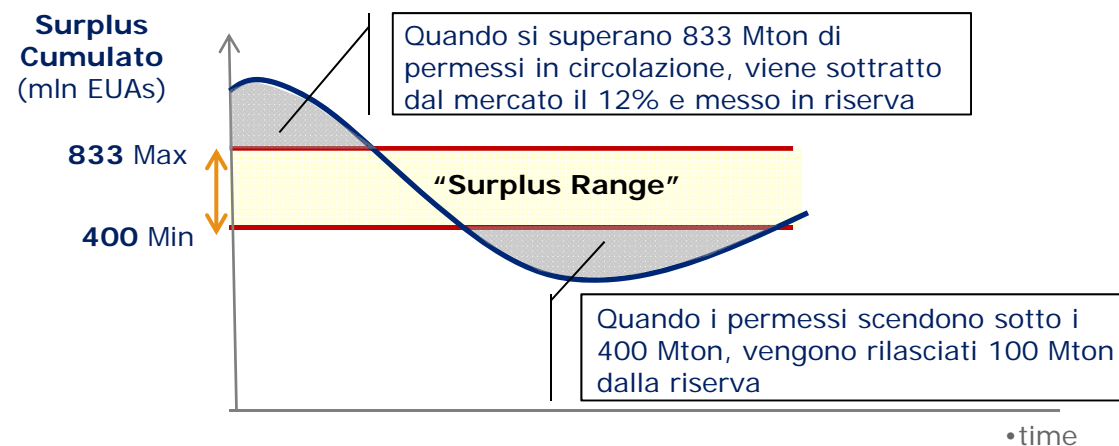 Surplus
Cumulato
(mln EUAs)
Quando si superano 833 Mton di
permessi in circolazione, viene sottratto
dal mercato il 12% e messo in riserva
833 Max
“Surplus Range”
400 Min
Quando i permessi scendono sotto i
400 Mton, vengono rilasciati 100 Mton
dalla riserva
•time